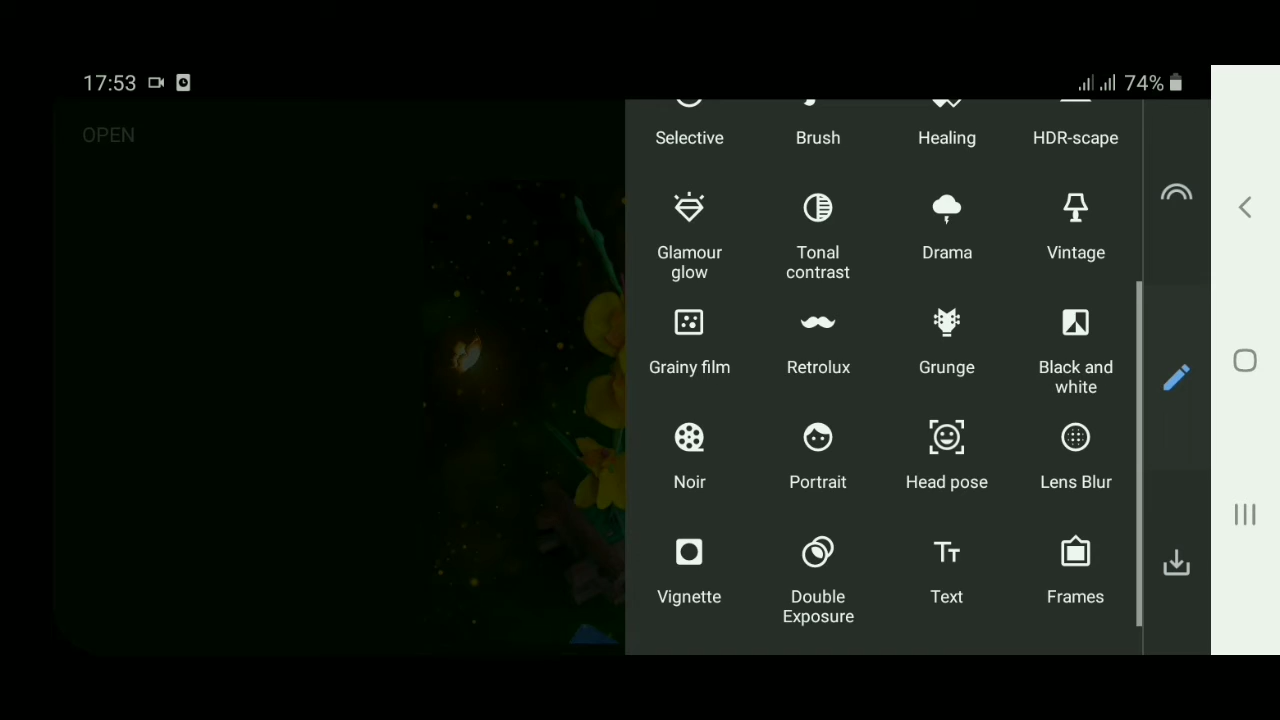 17:53
74%
OPEN
Selective
Brush
Healing
HDR-scape
Glamour
glow
Tonal
contrast
Drama
Vintage
Grainy film
Retrolux
Grunge
Black and
white
Noir
Portrait
Head pose
Lens Blur
Vignette
Double
Exposure
Text
Frames